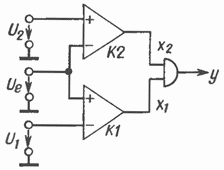 U₂
+
−
K2
x₂
Uₑ
y
+
−
K1
x₁
U₁